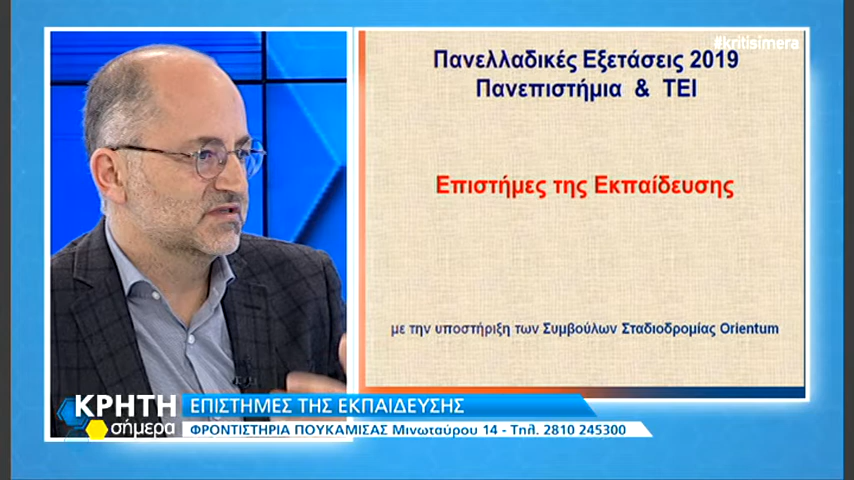 #kritisimera
Πανελλαδικές Εξετάσεις 2019
Πανεπιστήμια & ΤΕΙ
Επιστήμες της Εκπαίδευσης
με την υποστήριξη των Συμβούλων Σταδιοδρομίας Orientum
ΚΡΗΤΗ
σήμερα
ΕΠΙΣΤΗΜΕΣ ΤΗΣ ΕΚΠΑΙΔΕΥΣΗΣ
ΦΡΟΝΤΙΣΤΗΡΙΑ ΠΟΥΚΑΜΙΣΑΣ Μινωταύρου 14 - Τηλ. 2810 245300